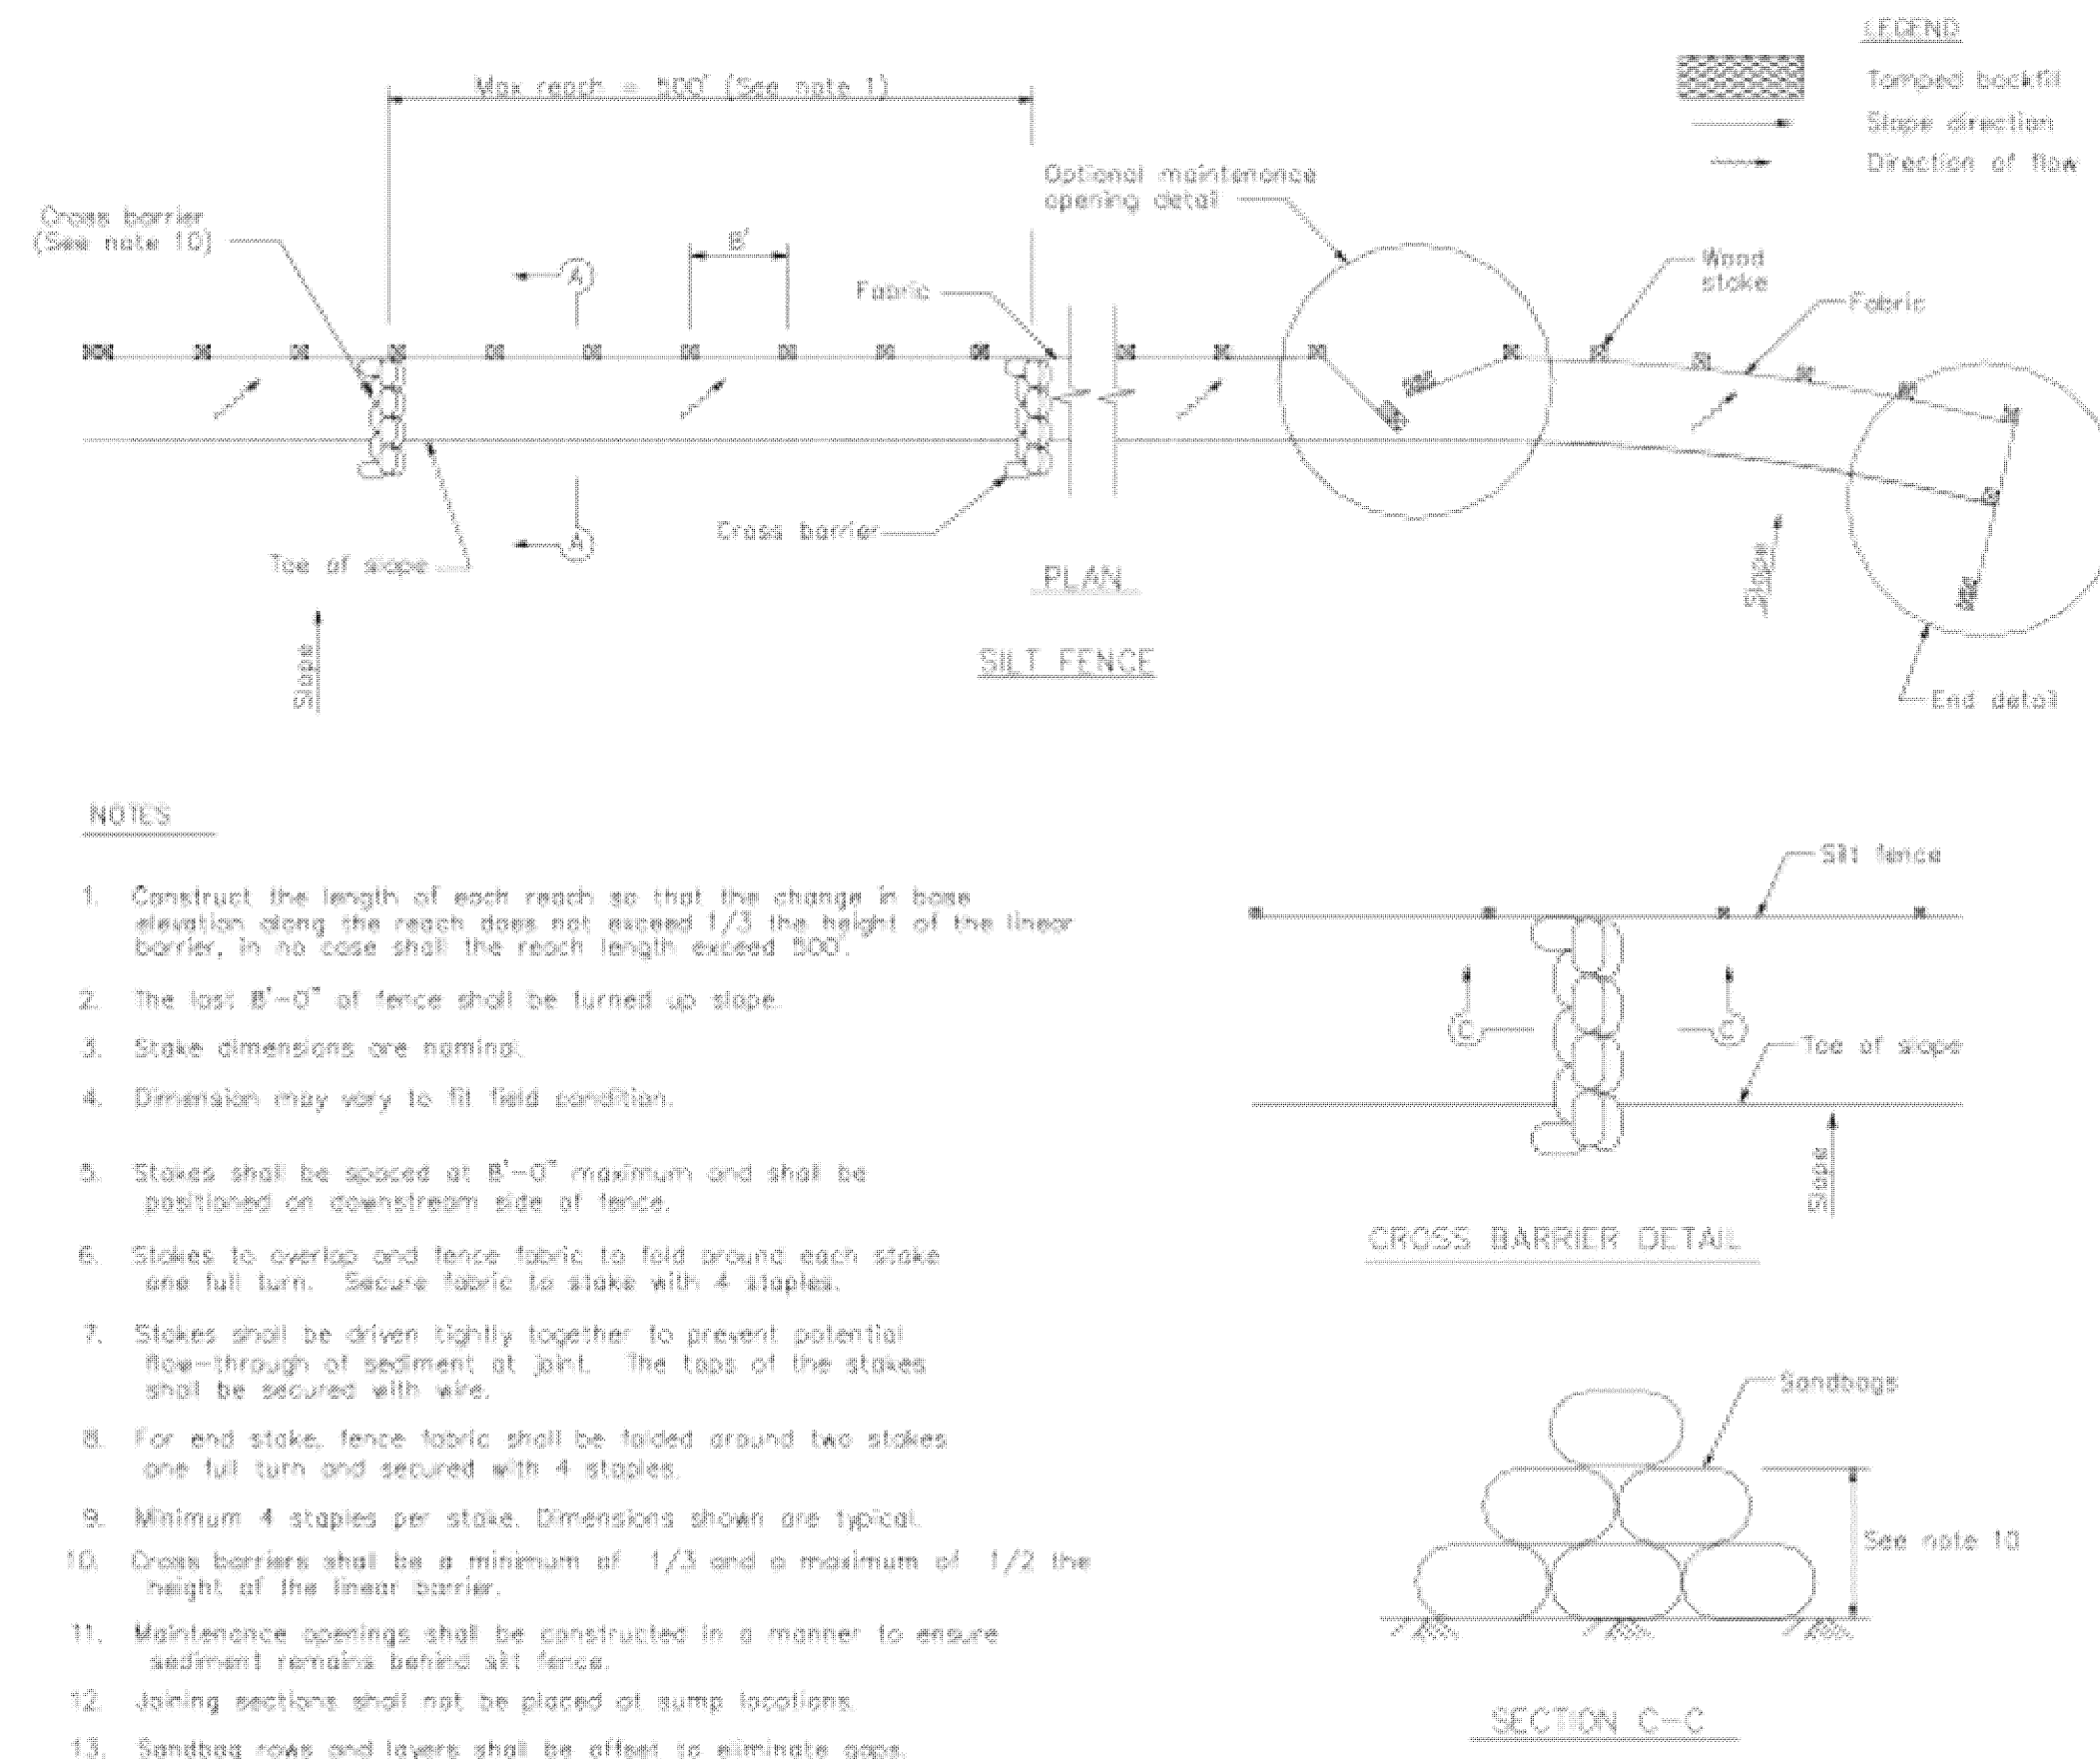 LEGEND
Tamped backfill
Slope direction
Direction of flow
Max reach = 500' (See note 1)
Optional maintenance
opening detail
Cross barrier
(See note 10)
8'
A
Fabric
Wood
stake
Fabric
Cross barrier
A
Toe of slope
PLAN
Slope
Slope
SILT FENCE
End detail
NOTES
1. Construct the length of each reach so that the change in base
elevation along the reach does not exceed 1/3 the height of the linear
barrier, in no case shall the reach length exceed 500'.
2. The last 8'-0" of fence shall be turned up slope.
3. Stake dimensions are nominal.
4. Dimension may vary to fit field condition.
5. Stakes shall be spaced at 8'-0" maximum and shall be
positioned on downstream side of fence.
6. Stakes to overlap and fence fabric to fold around each stake
one full turn. Secure fabric to stake with 4 staples.
7. Stakes shall be driven tightly together to prevent potential
flow-through of sediment at joint. The tops of the stakes
shall be secured with wire.
8. For end stake, fence fabric shall be folded around two stakes
one full turn and secured with 4 staples.
9. Minimum 4 staples per stake. Dimensions shown are typical.
10. Cross barriers shall be a minimum of 1/3 and a maximum of 1/2 the
height of the linear barrier.
11. Maintenance openings shall be constructed in a manner to ensure
sediment remains behind silt fence.
12. Joining sections shall not be placed at sump locations.
13. Sandbag rows and layers shall be offset to eliminate gaps.
Silt fence
C
C
Toe of slope
Slope
CROSS BARRIER DETAIL
Sandbags
See note 10
SECTION C-C